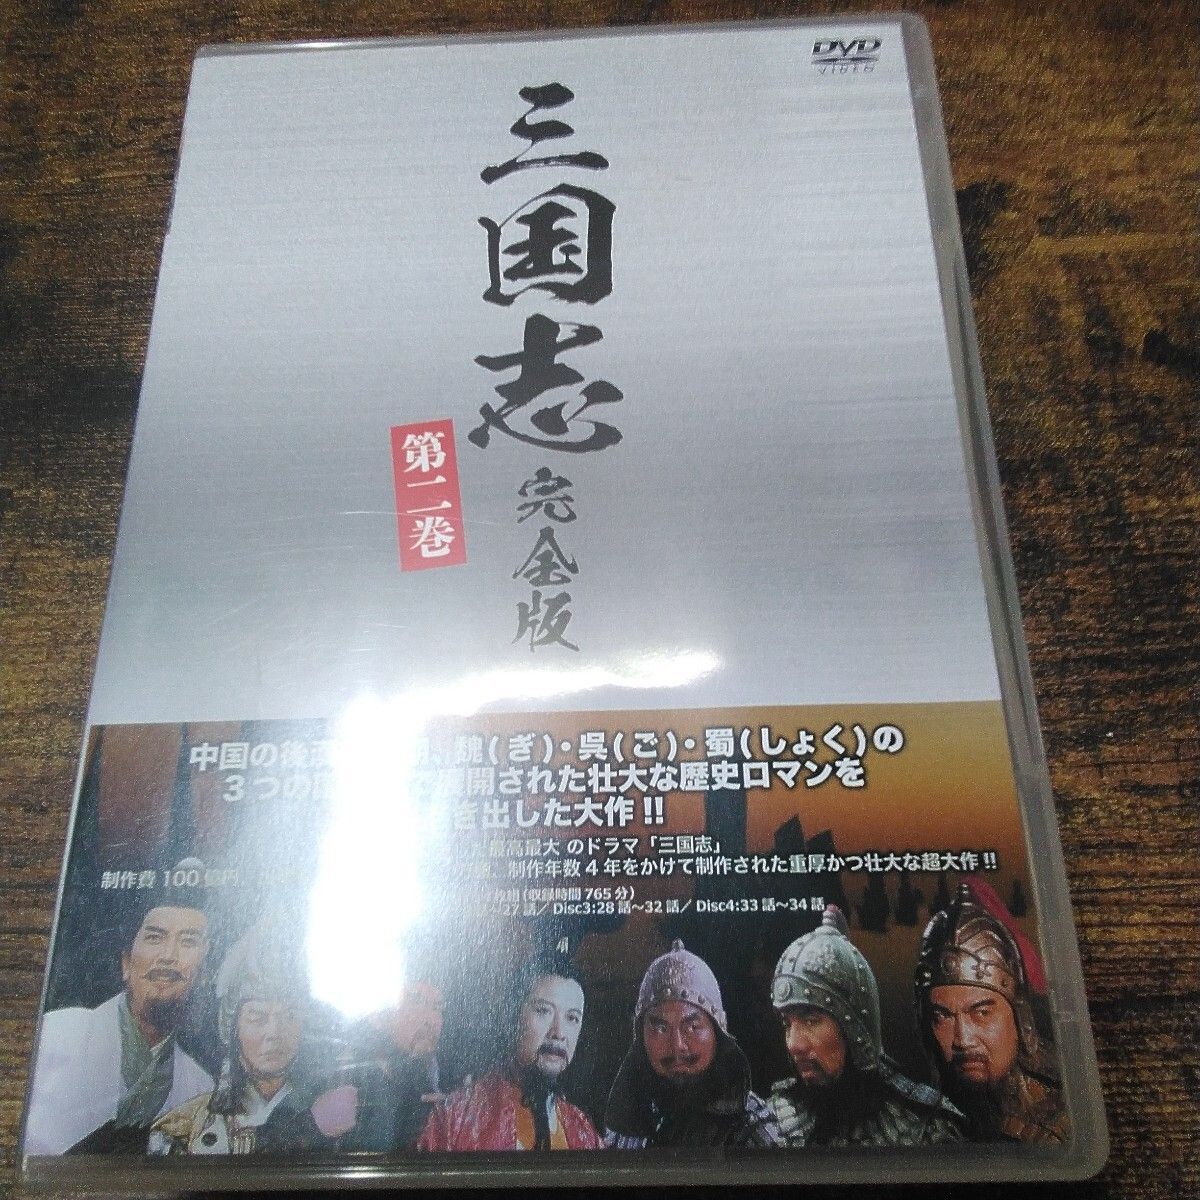 DVD
VIDEO
三国志
完全版
第二巻
中国の後 魏(ぎ)・呉(ご)・蜀(しょく)の
3つの 開された壮大な歴史ロマンを
出した大作!!
最高最大 のドラマ「三国志」
制作費100億円 制作年数4年をかけて制作された重厚かつ壮大な超大作!!
枚組(収録時間765分)
27話/ Disc3:28話～32話/ Disc4:33話～34話